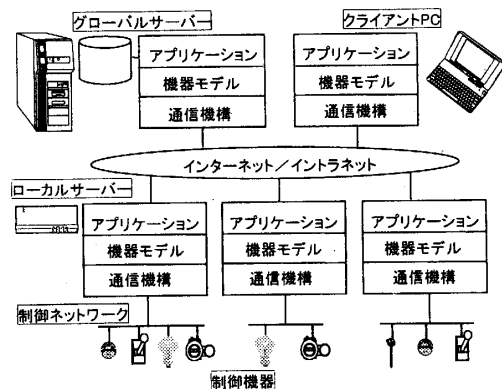 グローバルサーバー
アプリケーション
機器モデル
通信機構
クライアントPC
アプリケーション
機器モデル
通信機構
インターネット／イントラネット
ローカルサーバー
アプリケーション
機器モデル
通信機構
アプリケーション
機器モデル
通信機構
アプリケーション
機器モデル
通信機構
制御ネットワーク
制御機器